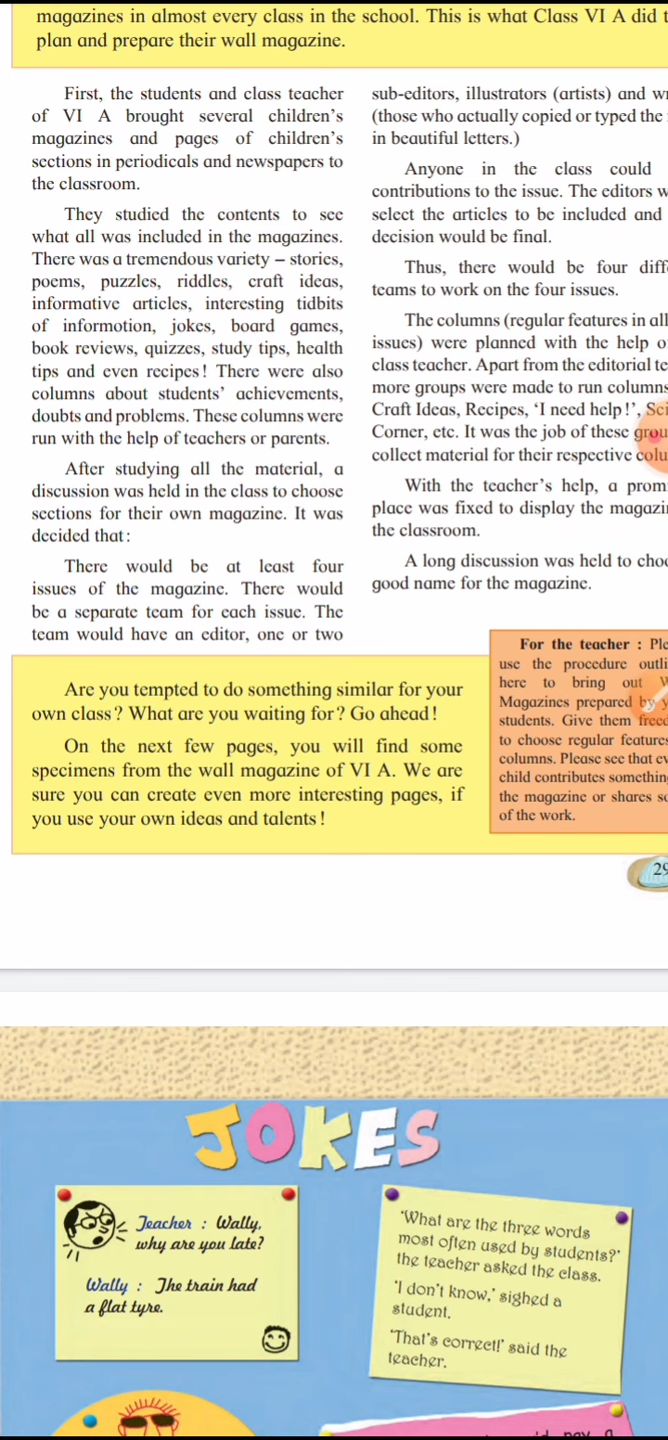 magazines in almost every class in the school. This is what Class VI A did
plan and prepare their wall magazine.
First, the students and class teacher
of VI A brought several children's
magazines and pages of children's
sections in periodicals and newspapers to
the classroom.
They studied the contents to see
what all was included in the magazines.
There was a tremendous variety – stories,
poems, puzzles, riddles, craft ideas,
informative articles, interesting tidbits
of informotion, jokes, board games,
book reviews, quizzes, study tips, health
tips and even recipes! There were also
columns about students' achievements,
doubts and problems. These columns were
run with the help of teachers or parents.
After studying all the material, a
discussion was held in the class to choose
sections for their own magazine. It was
decided that:
There would be at least four
issues of the magazine. There would
be a separate team for each issue. The
team would have an editor, one or two
sub-editors, illustrators (artists) and
(those who actually copied or typed the
in beautiful letters.)
Anyone in the class could
contributions to the issue. The editors
select the articles to be included and
decision would be final.
Thus, there would be four
teams to work on the four issues.
The columns (regular features in all
issues) were planned with the help
class teacher. Apart from the editorial
more groups were made to run columns
Craft Ideas, Recipes, 'I need help!',
Corner, etc. It was the job of these
collect material for their respective
With the teacher's help, a
place was fixed to display the
the classroom.
A long discussion was held to
good name for the magazine.
Are you tempted to do something similar for your
own class? What are you waiting for? Go ahead!
On the next few pages, you will find some
specimens from the wall magazine of VI A. We are
sure you can create even more interesting pages, if
you use your own ideas and talents!
For the teacher :
use the procedure
here to bring out
Magazines prepared by
students. Give them
to choose regular features
columns. Please see that
child contributes
the magazine or shares
of the work.
29
JOKES
Teacher : Wally,
why are you late?
Wally : The train had
a flat tyre.
'What are the three words
most often used by students?'
the teacher asked the class.
'I don't know,' sighed a
student.
'That's correct!' said the
teacher.